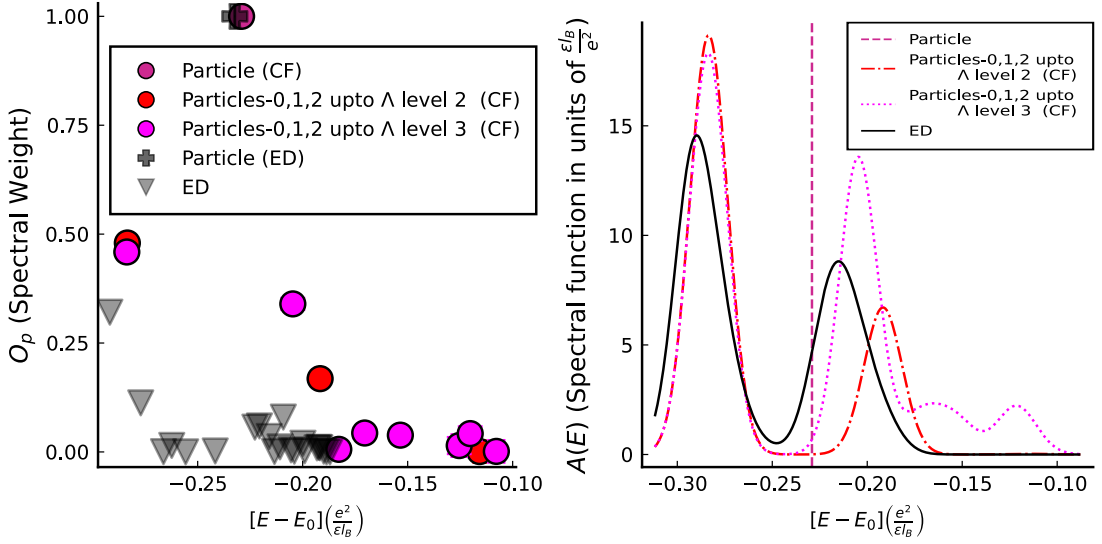 1.00
0.75
0.50
0.25
0.00
O_p (Spectral Weight)
Particle (CF)
Particles-0,1,2 upto Λ level 2 (CF)
Particles-0,1,2 upto Λ level 3 (CF)
Particle (ED)
ED
−0.25 −0.20 −0.15 −0.10
[E − E_0](e^2/εl_B)
A(E) (Spectral function in units of εl_B/e^2)
15
10
5
0
Particle
Particles-0,1,2 upto
Λ level 2 (CF)
Particles-0,1,2 upto
Λ level 3 (CF)
ED
−0.30 −0.25 −0.20 −0.15 −0.10
[E − E_0](e^2/εl_B)